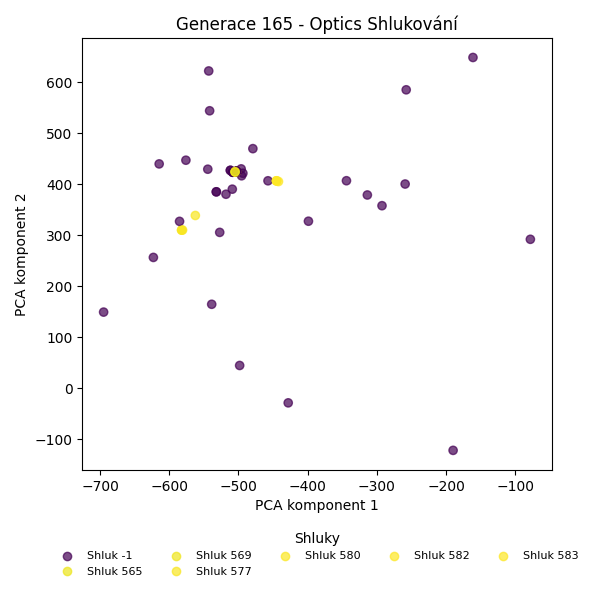 Generace 165 - Optics Shlukování
600
500
400
300
200
100
0
−100
PCA komponent 2
−700 −600 −500 −400 −300 −200 −100
PCA komponent 1
Shluky
Shluk -1 Shluk 569 Shluk 580 Shluk 582 Shluk 583
Shluk 565 Shluk 577